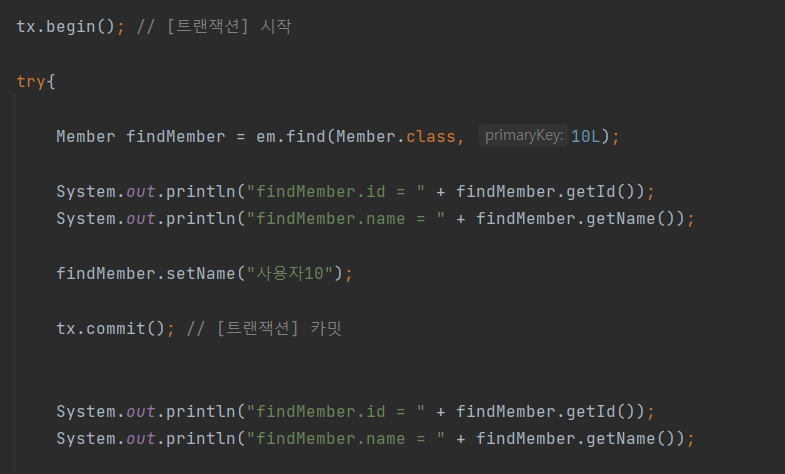 tx.begin(); // [트랜잭션] 시작
try{
Member findMember = em.find(Member.class, primaryKey: 10L);
System.out.println("findMember.id = " + findMember.getId());
System.out.println("findMember.name = " + findMember.getName());
findMember.setName("사용자10");
tx.commit(); // [트랜잭션] 카밋
System.out.println("findMember.id = " + findMember.getId());
System.out.println("findMember.name = " + findMember.getName());